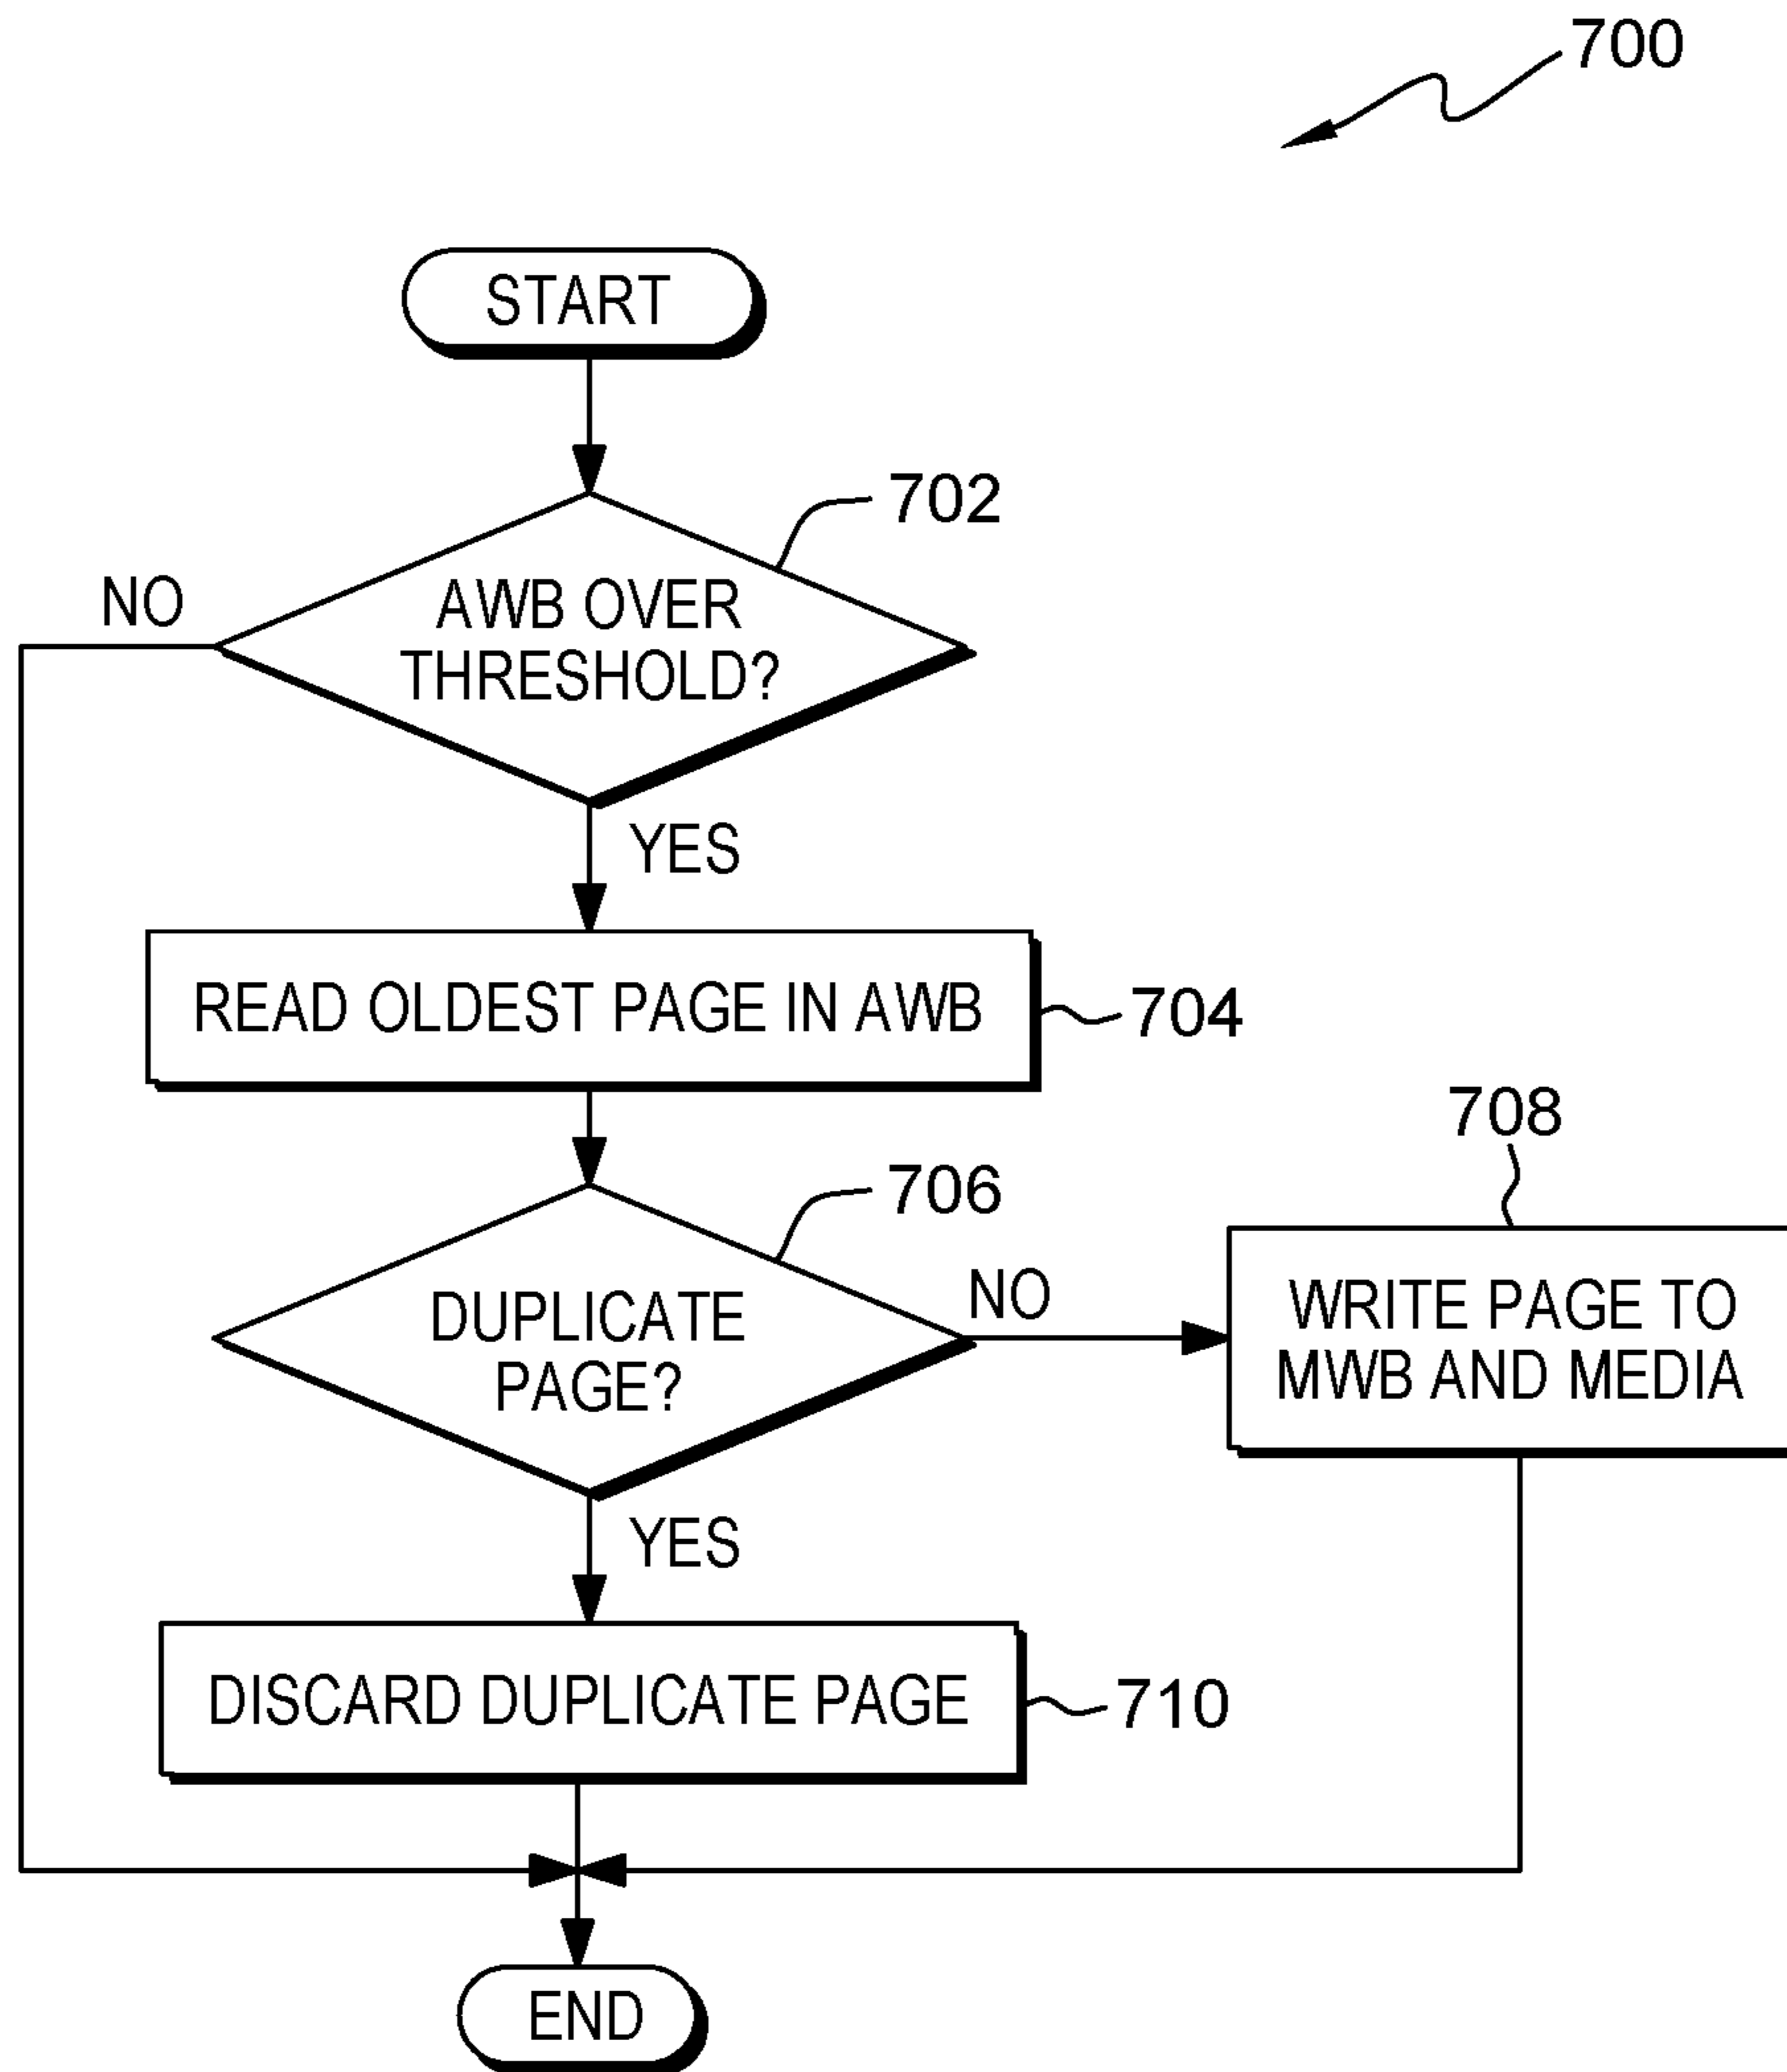 700
START
702
NO
AWB OVER
THRESHOLD?
YES
READ OLDEST PAGE IN AWB
704
708
706
NO
DUPLICATE
PAGE?
WRITE PAGE TO
MWB AND MEDIA
YES
DISCARD DUPLICATE PAGE
710
END